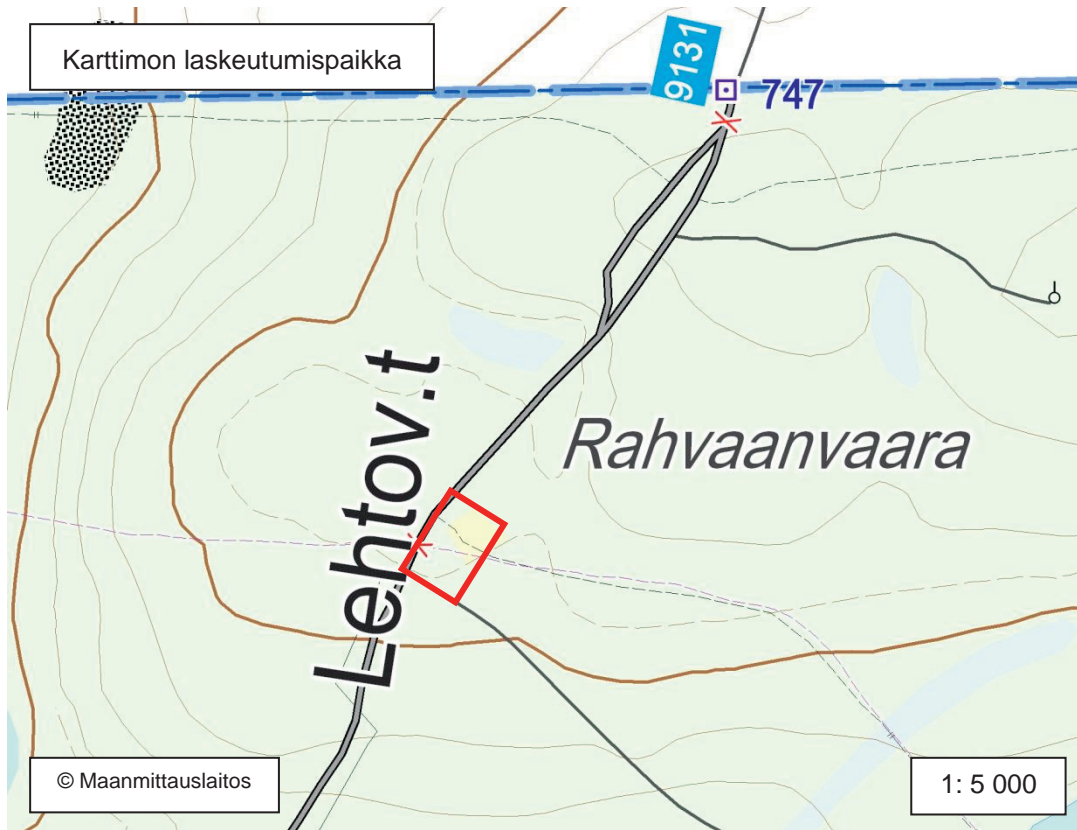 Karttimon laskeutumispaikka
9131
747
Rahvaanvaara
Lehtov.t
© Maanmittauslaitos
1: 5 000